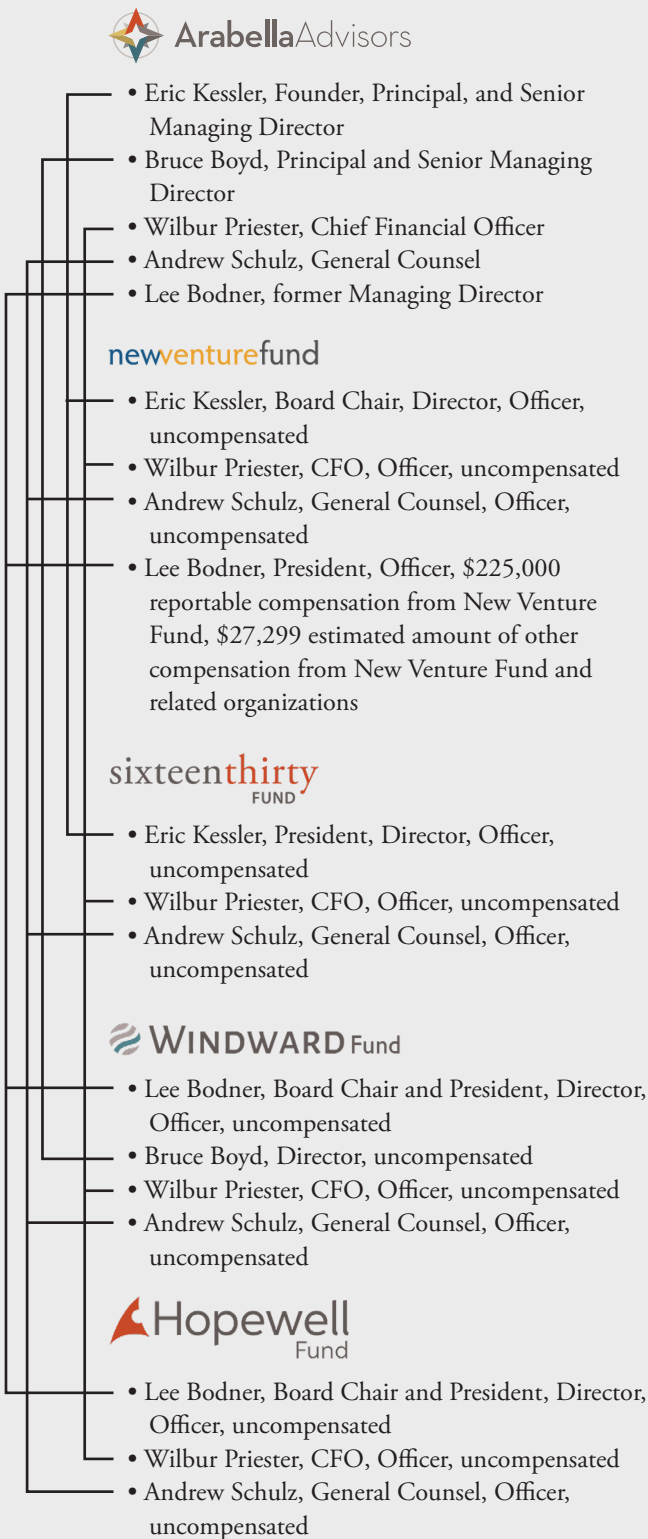 ArabellaAdvisors
• Eric Kessler, Founder, Principal, and Senior
Managing Director
• Bruce Boyd, Principal and Senior Managing
Director
• Wilbur Priester, Chief Financial Officer
• Andrew Schulz, General Counsel
• Lee Bodner, former Managing Director
newventurefund
• Eric Kessler, Board Chair, Director, Officer,
uncompensated
• Wilbur Priester, CFO, Officer, uncompensated
• Andrew Schulz, General Counsel, Officer,
uncompensated
• Lee Bodner, President, Officer, $225,000
reportable compensation from New Venture
Fund, $27,299 estimated amount of other
compensation from New Venture Fund and
related organizations
sixteenthirty
FUND
• Eric Kessler, President, Director, Officer,
uncompensated
• Wilbur Priester, CFO, Officer, uncompensated
• Andrew Schulz, General Counsel, Officer,
uncompensated
WINDWARD Fund
• Lee Bodner, Board Chair and President, Director,
Officer, uncompensated
• Bruce Boyd, Director, uncompensated
• Wilbur Priester, CFO, Officer, uncompensated
• Andrew Schulz, General Counsel, Officer,
uncompensated
Hopewell
Fund
• Lee Bodner, Board Chair and President, Director,
Officer, uncompensated
• Wilbur Priester, CFO, Officer, uncompensated
• Andrew Schulz, General Counsel, Officer,
uncompensated